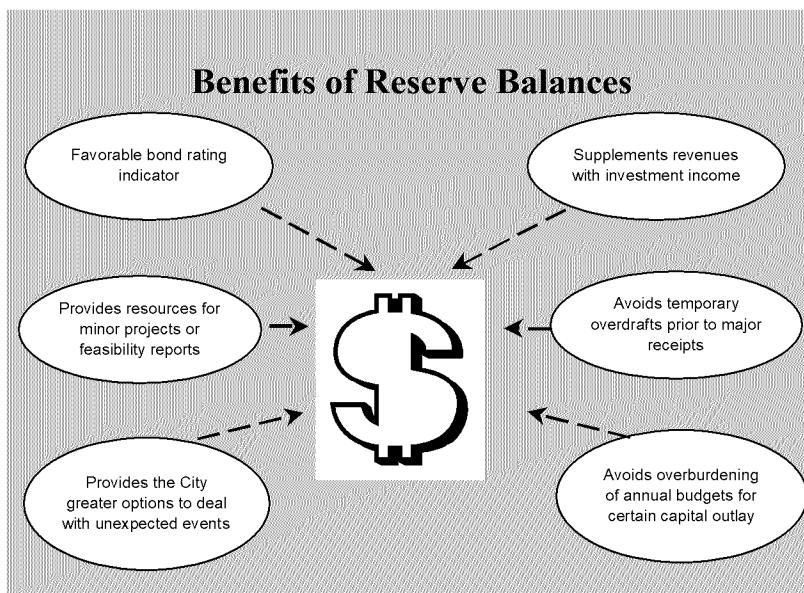 Benefits of Reserve Balances
Favorable bond rating
indicator
Supplements revenues
with investment income
Provides resources for
minor projects or
feasibility reports
Avoids temporary
overdrafts prior to major
receipts
Provides the City
greater options to deal
with unexpected events
Avoids overburdening
of annual budgets for
certain capital outlay
$